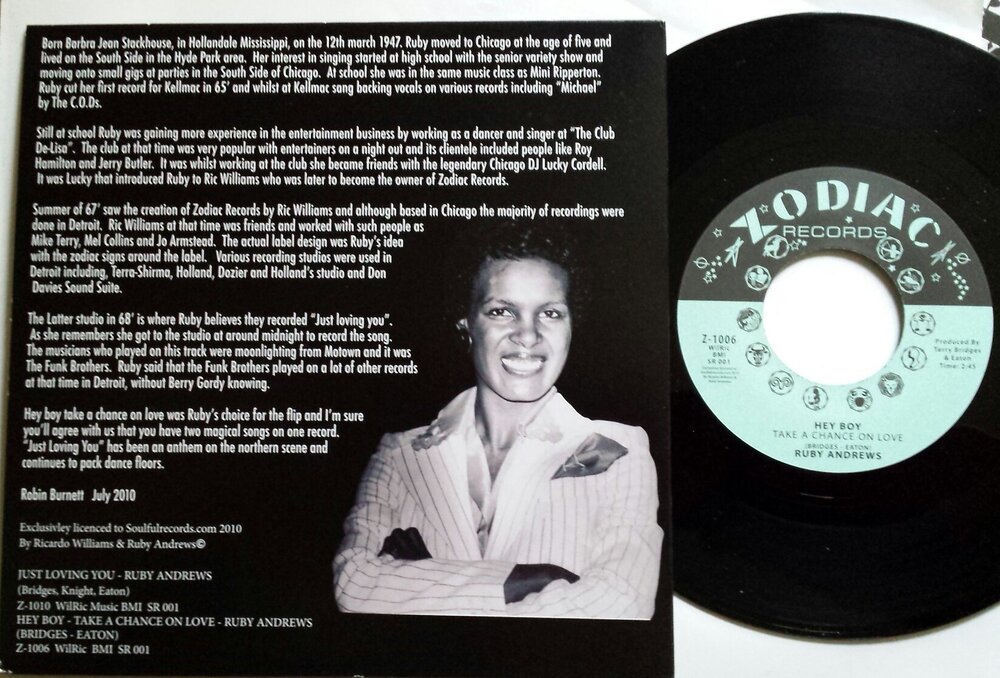 Born Barbra Jean Stackhouse, in Hollandale Mississippi, on the 12th march 1947. Ruby moved to Chicago at the age of five and
lived on the South Side in the Hyde Park area. Her interest in singing started at high school with the senior variety show and
moving onto small gigs at parties in the South Side of Chicago. At school she was in the same music class as Mini Ripperton.
Ruby cut her first record for Kellmac in 65' and whilst at Kellmac sang backing vocals on various records including "Michael"
by The C.O.Ds.
Still at school Ruby was gaining more experience in the entertainment business by working as a dancer and singer at "The Club
De-Lisa". The club at that time was very popular with entertainers on a night out and its clientele included people like Roy
Hamilton and Jerry Butler. It was whilst working at the club she became friends with the legendary Chicago DJ Lucky Cordell.
It was Lucky that introduced Ruby to Ric Williams who was later to become the owner of Zodiac Records.
Summer of 67' saw the creation of Zodiac Records by Ric Williams and although based in Chicago the majority of recordings were
done in Detroit. Ric Williams at that time was friends and worked with such people as
Mike Terry, Mel Collins and Jo Armstead. The actual label design was Ruby's idea
with the zodiac signs around the label. Various recording studios were used in
Detroit including, Terra-Shirma, Holland, Dozier and Holland's studio and Don
Davies Sound Suite.
The Latter studio in 68' is where Ruby believes they recorded "Just loving you".
As she remembers she got to the studio at around midnight to record the song.
The musicians who played on this track were moonlighting from Motown and it was
The Funk Brothers. Ruby said that the Funk Brothers played on a lot of other records
at that time in Detroit, without Berry Gordy knowing.
Hey boy take a chance on love was Ruby's choice for the flip and I'm sure
you'll agree with us that you have two magical songs on one record.
"Just Loving You" has been an anthem on the northern scene and
continues to pack dance floors.
Robin Burnett July 2010
Exclusivley licenced to Soulfulrecords.com 2010
By Ricardo Williams & Ruby Andrews©
JUST LOVING YOU - RUBY ANDREWS
(Bridges, Knight, Eaton)
Z-1010 WilRic Music BMI SR 001
HEY BOY - TAKE A CHANCE ON LOVE - RUBY ANDREWS
(BRIDGES - EATON)
Z-1006 WilRic BMI SR 001
ZODIAC
RECORDS
Z-1006
WilRic
BMI
SR 001
Produced By
Terry Bridges
& Eaton
Time: 2:45
HEY BOY
TAKE A CHANCE ON LOVE
(BRIDGES - EATON)
RUBY ANDREWS